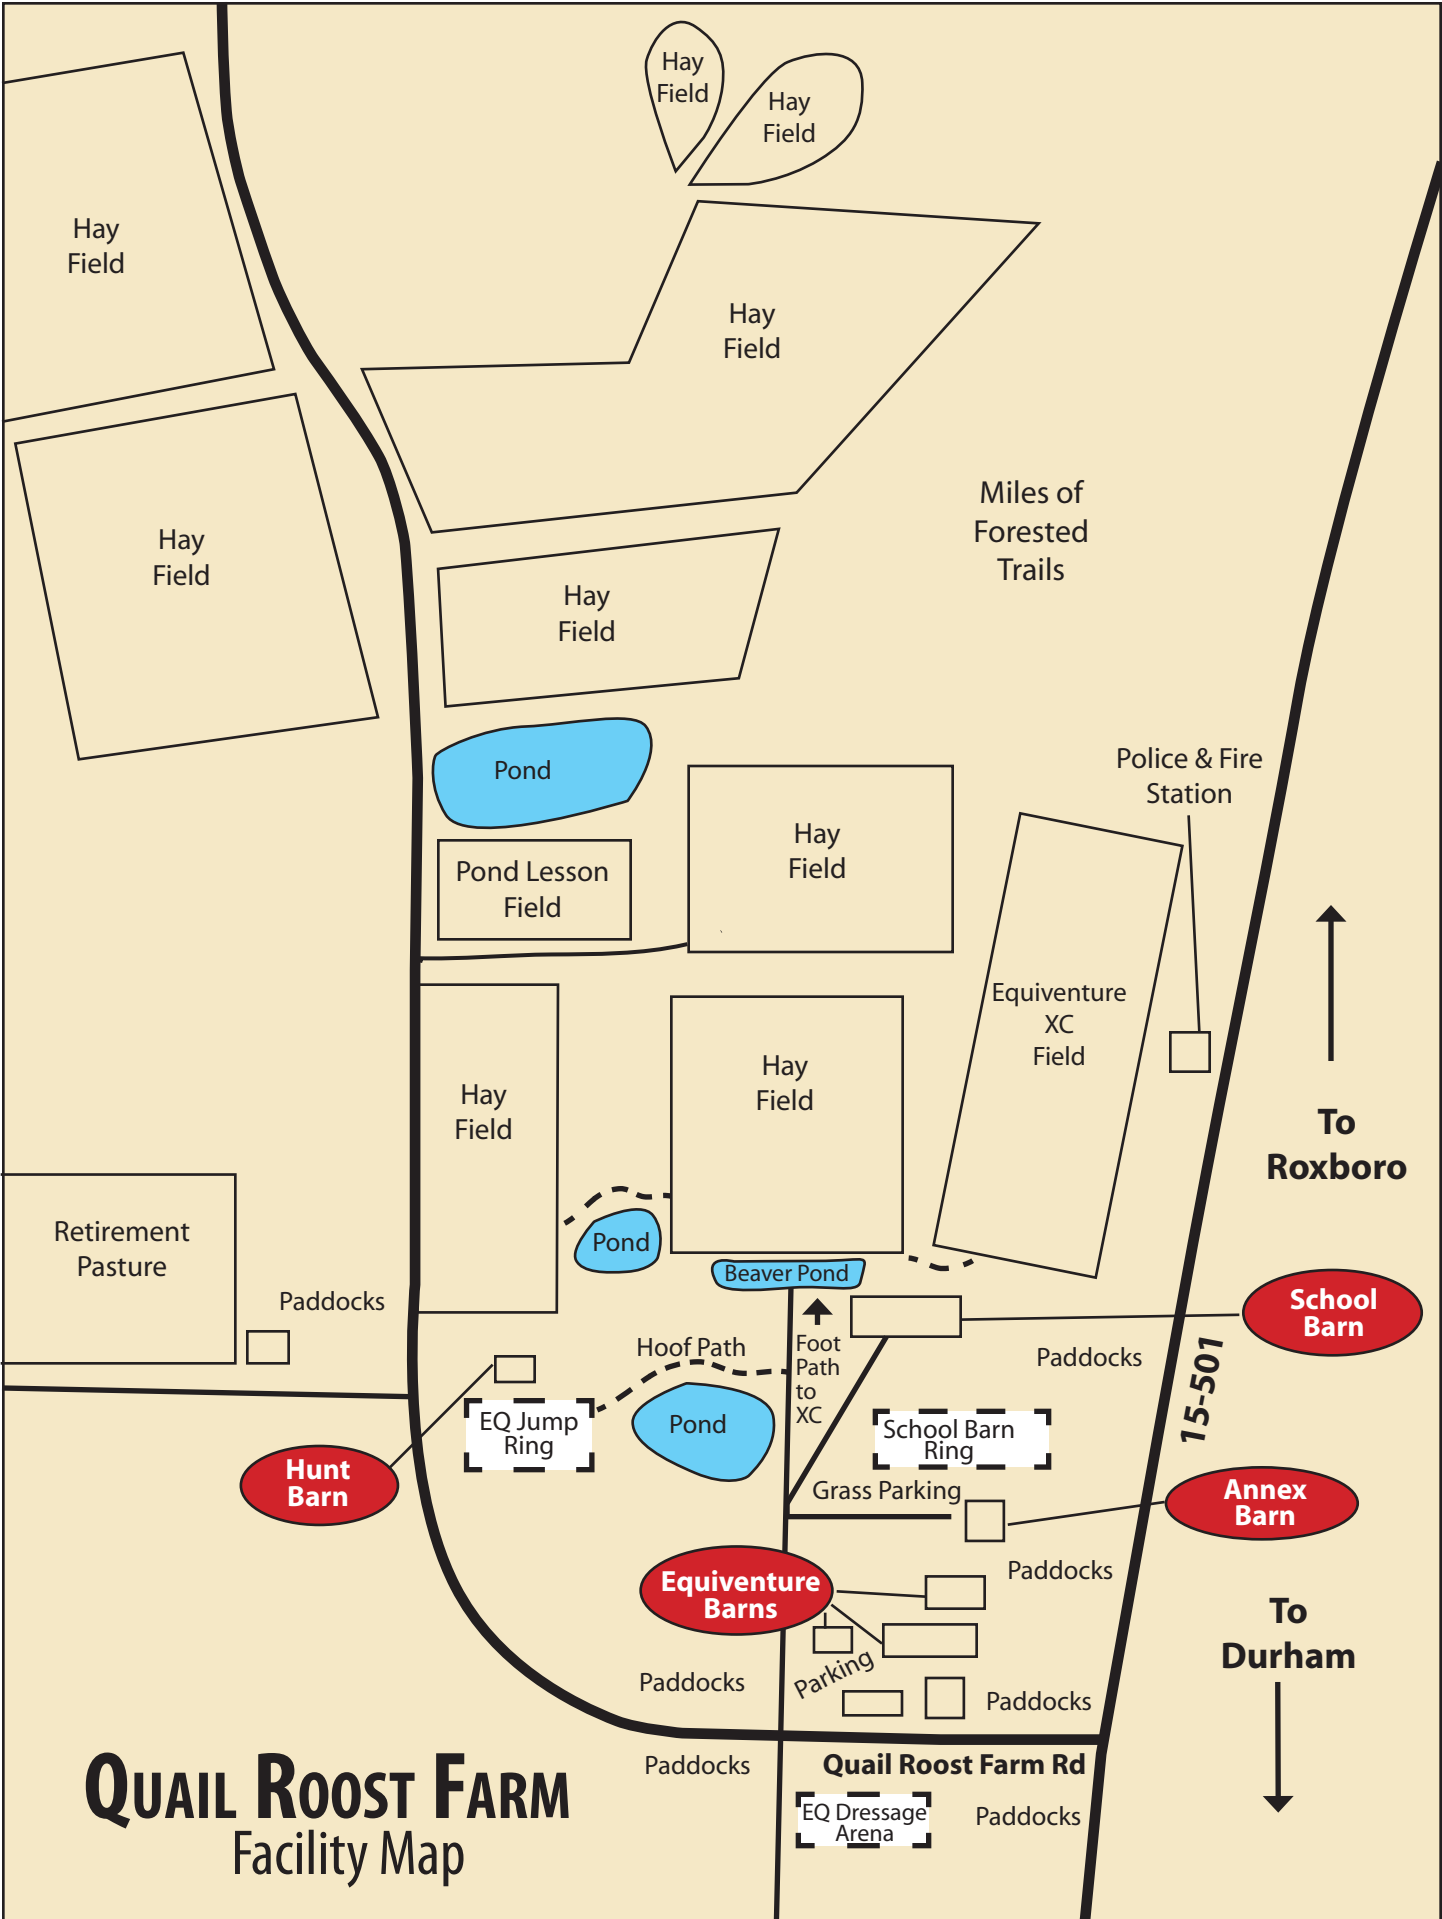 Hay
Field
Hay
Field
Hay
Field
Hay
Field
Miles of
Forested
Trails
Hay
Field
Hay
Field
Pond
Police & Fire
Station
Hay
Field
Pond Lesson
Field
Equiventure
XC
Field
Hay
Field
Hay
Field
To
Roxboro
Retirement
Pasture
Pond
Beaver Pond
Paddocks
School
Barn
Hoof Path
Foot
Path
to
XC
Paddocks
15-501
EQ Jump
Ring
Pond
School Barn
Ring
Hunt
Barn
Grass Parking
Annex
Barn
Equiventure
Barns
Paddocks
To
Durham
Parking
Paddocks
Paddocks
Quail Roost Farm Rd
Paddocks
EQ Dressage
Arena
Paddocks
QUAIL ROOST FARM
Facility Map